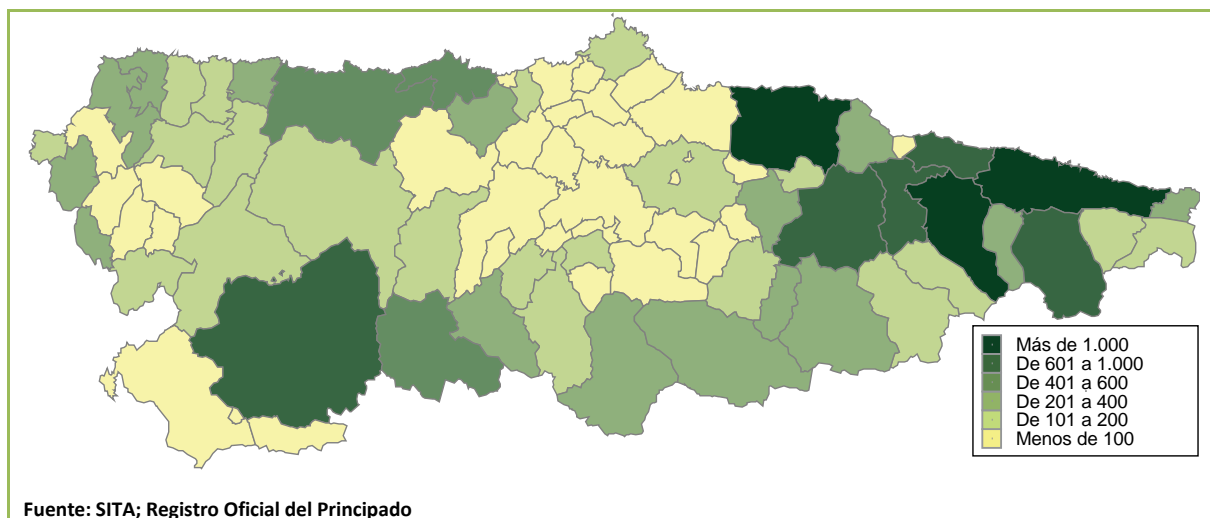 Más de 1.000
De 601 a 1.000
De 401 a 600
De 201 a 400
De 101 a 200
Menos de 100
Fuente: SITA; Registro Oficial del Principado